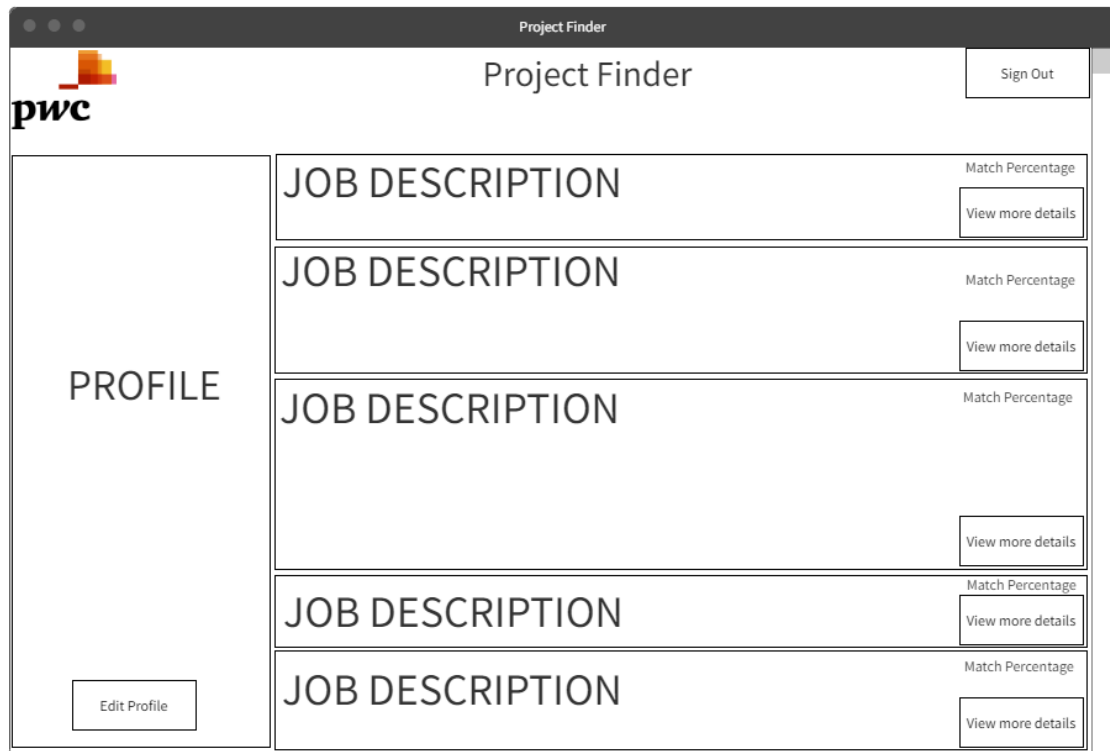 Project Finder
pwc
Project Finder
Sign Out
PROFILE
Edit Profile
JOB DESCRIPTION
Match Percentage
View more details
JOB DESCRIPTION
Match Percentage
View more details
JOB DESCRIPTION
Match Percentage
View more details
JOB DESCRIPTION
Match Percentage
View more details
JOB DESCRIPTION
Match Percentage
View more details